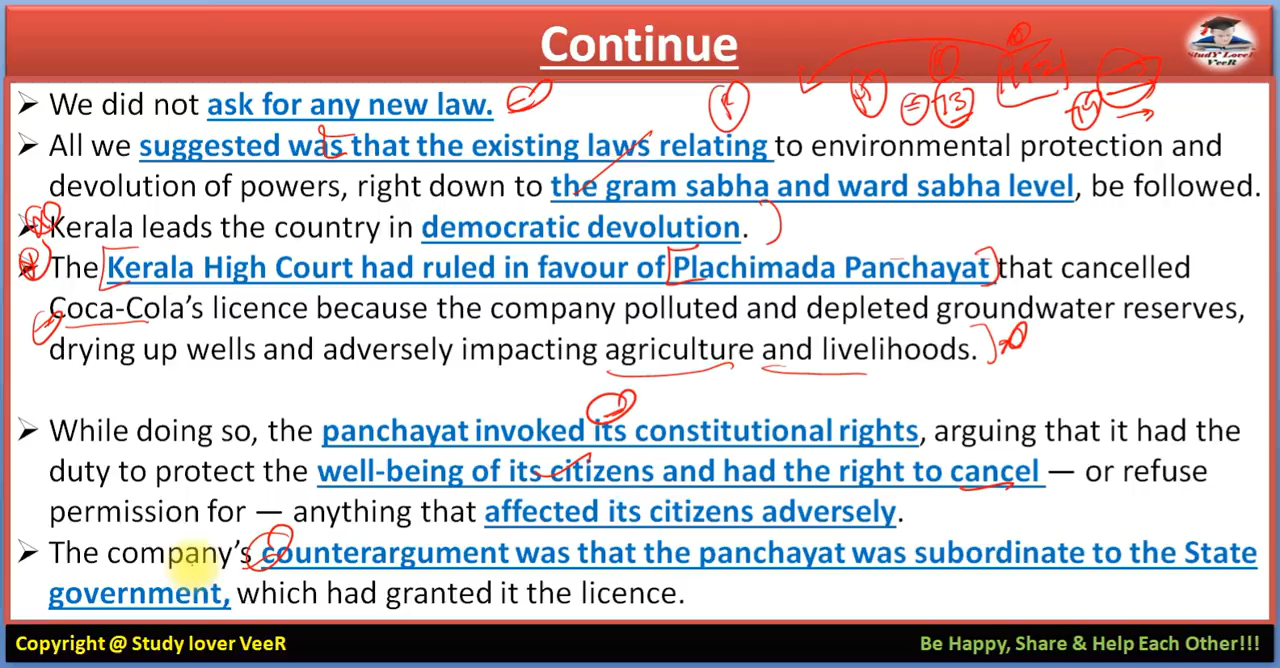 Continue
StudY LoveR
VeeR
➢ We did not ask for any new law.
➢ All we suggested was that the existing laws relating to environmental protection and
devolution of powers, right down to the gram sabha and ward sabha level, be followed.
➢ Kerala leads the country in democratic devolution.
➢ The Kerala High Court had ruled in favour of Plachimada Panchayat that cancelled
Coca-Cola’s licence because the company polluted and depleted groundwater reserves,
drying up wells and adversely impacting agriculture and livelihoods.
➢ While doing so, the panchayat invoked its constitutional rights, arguing that it had the
duty to protect the well-being of its citizens and had the right to cancel — or refuse
permission for — anything that affected its citizens adversely.
➢ The company’s counterargument was that the panchayat was subordinate to the State
government, which had granted it the licence.
Copyright @ Study lover VeeR
Be Happy, Share & Help Each Other!!!